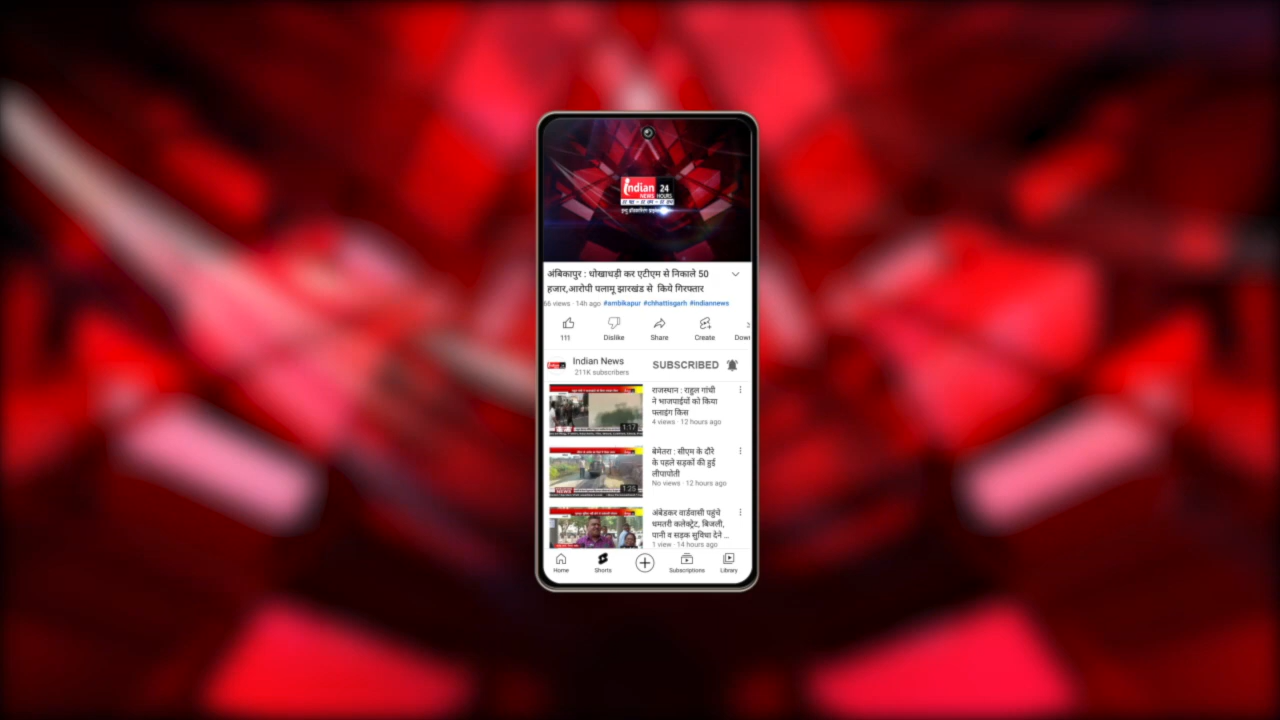 indian
24
NEWS
HOURS
अंबिकापुर : धोखाधड़ी कर एटीएम से निकाले 50
हजार,आरोपी पलामू झारखंड से किये गिरफ्तार
66 views · 14h ago #ambikapur #chhattisgarh #indiannews
111
Dislike
Share
Create
Indian News
211K subscribers
SUBSCRIBED
राजस्थान : राहुल गांधी
ने भाजपाईयों को किया
फ्लाइंग किस
4 views · 12 hours ago
1:17
बेमेतरा : सीएम के दौरे
के पहले सड़कों की हुई
लीपापोती
No views · 12 hours ago
1:25
अंबेडकर वार्डवासी पहुंचे
धमतरी कलेक्ट्रेट, बिजली,
पानी व सड़क सुविधा देने ...
1 view · 14 hours ago
Home
Shorts
Subscriptions
Library